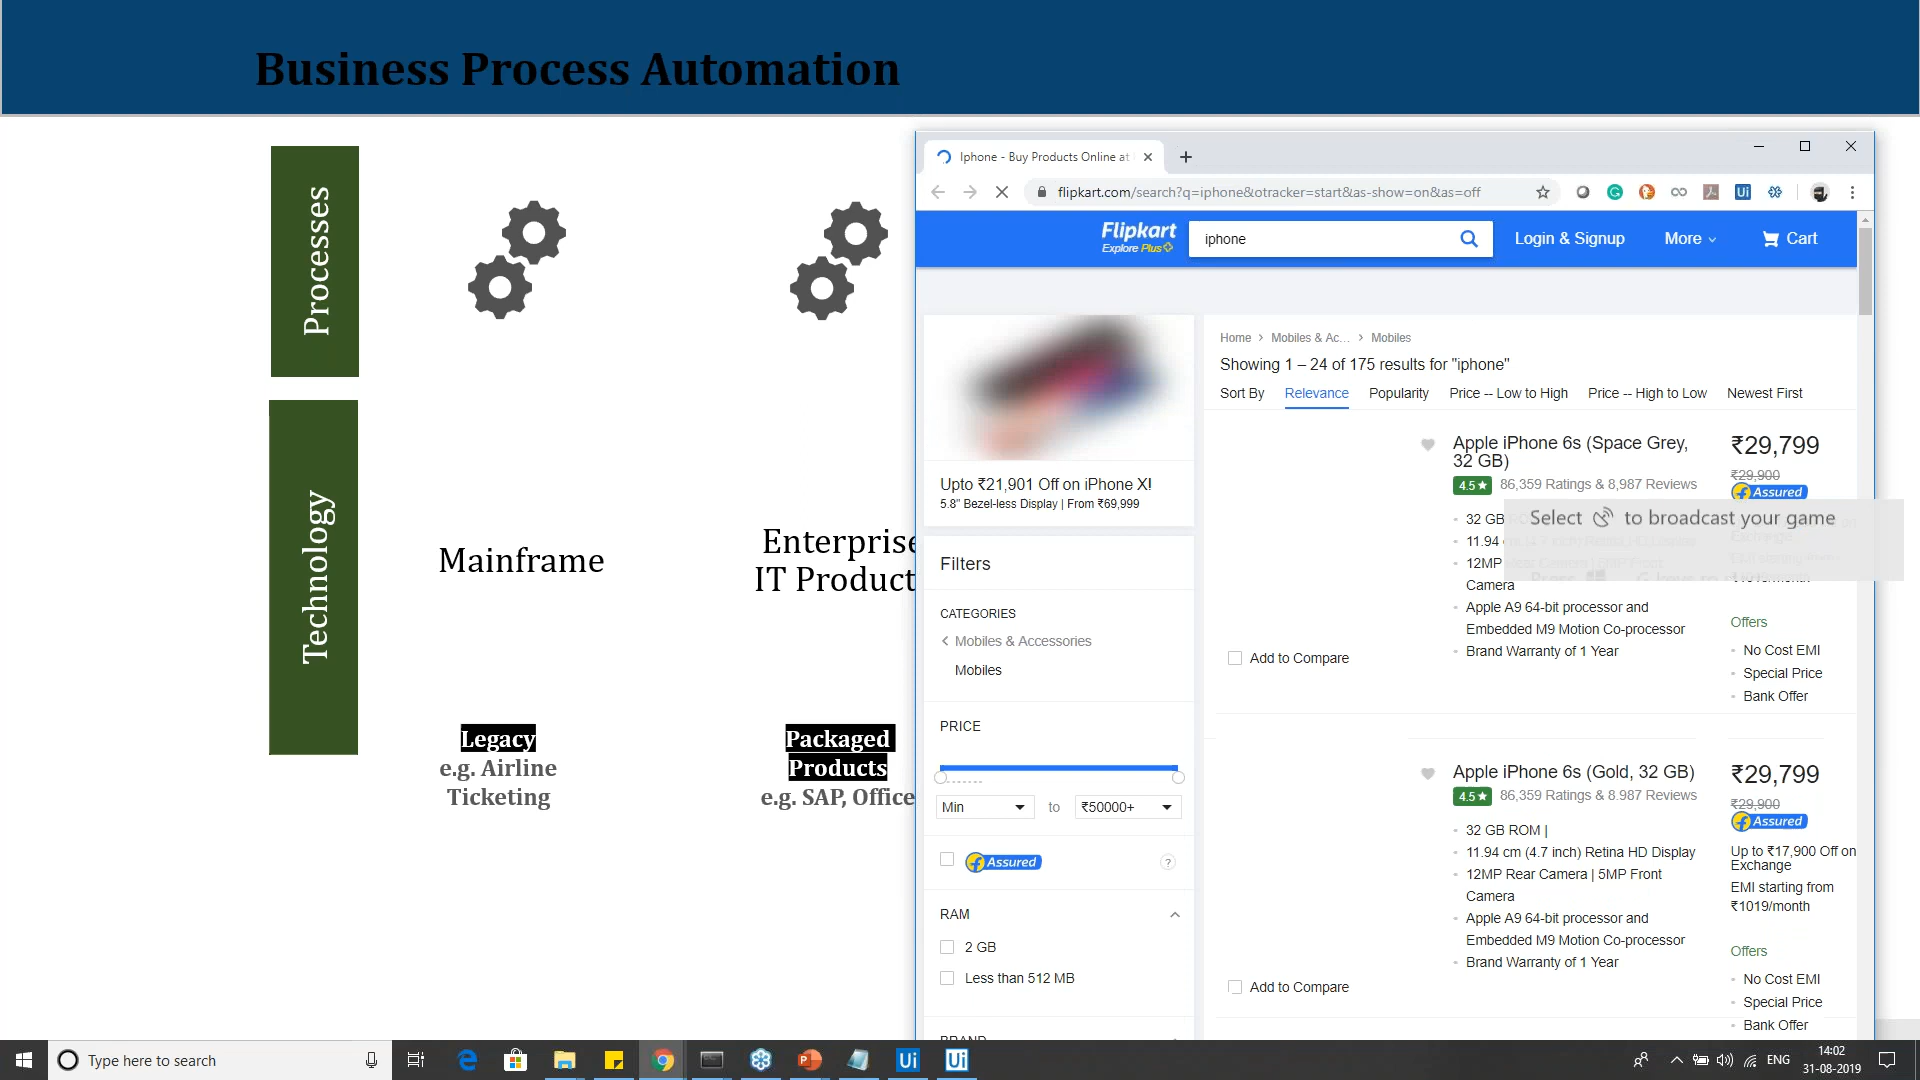 Business Process Automation
Processes
Technology
Mainframe
Enterprise
IT Product
Legacy
e.g. Airline
Ticketing
Packaged
Products
e.g. SAP, Office
Iphone - Buy Products Online at
flipkart.com/search?q=iphone&otracker=start&as-show=on&as=off
Flipkart
Explore Plus
iphone
Login & Signup
More
Cart
Upto ₹21,901 Off on iPhone X!
5.8" Bezel-less Display | From ₹69,999
Filters
CATEGORIES
Mobiles & Accessories
Mobiles
PRICE
Min
to
₹50000+
Assured
?
RAM
2 GB
Less than 512 MB
Home > Mobiles & Ac... > Mobiles
Showing 1 – 24 of 175 results for "iphone"
Sort By Relevance Popularity Price -- Low to High Price -- High to Low Newest First
Apple iPhone 6s (Space Grey,
32 GB)
4.5★ 86,359 Ratings & 8,987 Reviews
32 GB
11.94
12MP
Camera
Apple A9 64-bit processor and
Embedded M9 Motion Co-processor
Brand Warranty of 1 Year
Add to Compare
₹29,799
₹29,900
Assured
Select to broadcast your game
Offers
No Cost EMI
Special Price
Bank Offer
Apple iPhone 6s (Gold, 32 GB)
4.5★ 86,359 Ratings & 8,987 Reviews
32 GB ROM |
11.94 cm (4.7 inch) Retina HD Display
12MP Rear Camera | 5MP Front
Camera
Apple A9 64-bit processor and
Embedded M9 Motion Co-processor
Brand Warranty of 1 Year
Add to Compare
₹29,799
₹29,900
Assured
Up to ₹17,900 Off on
Exchange
EMI starting from
₹1019/month
Offers
No Cost EMI
Special Price
Bank Offer
Type here to search
Ui
Ui
ENG
14:02
31-08-2019